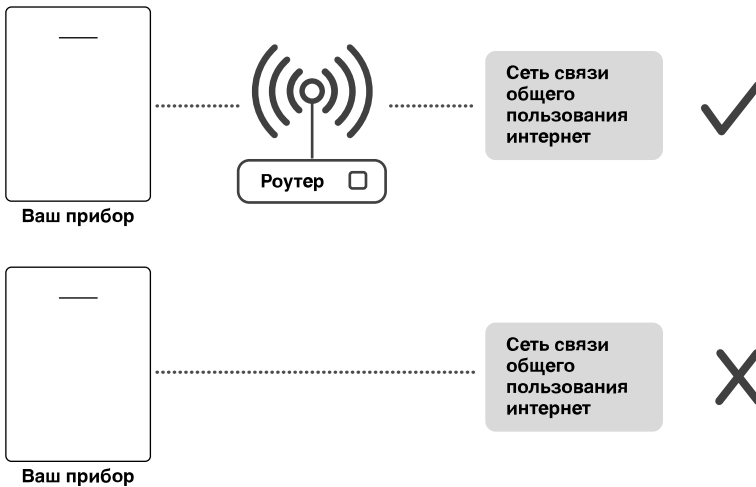 Сеть связи
общего
пользования
интернет
Роутер
Ваш прибор
Сеть связи
общего
пользования
интернет
Ваш прибор